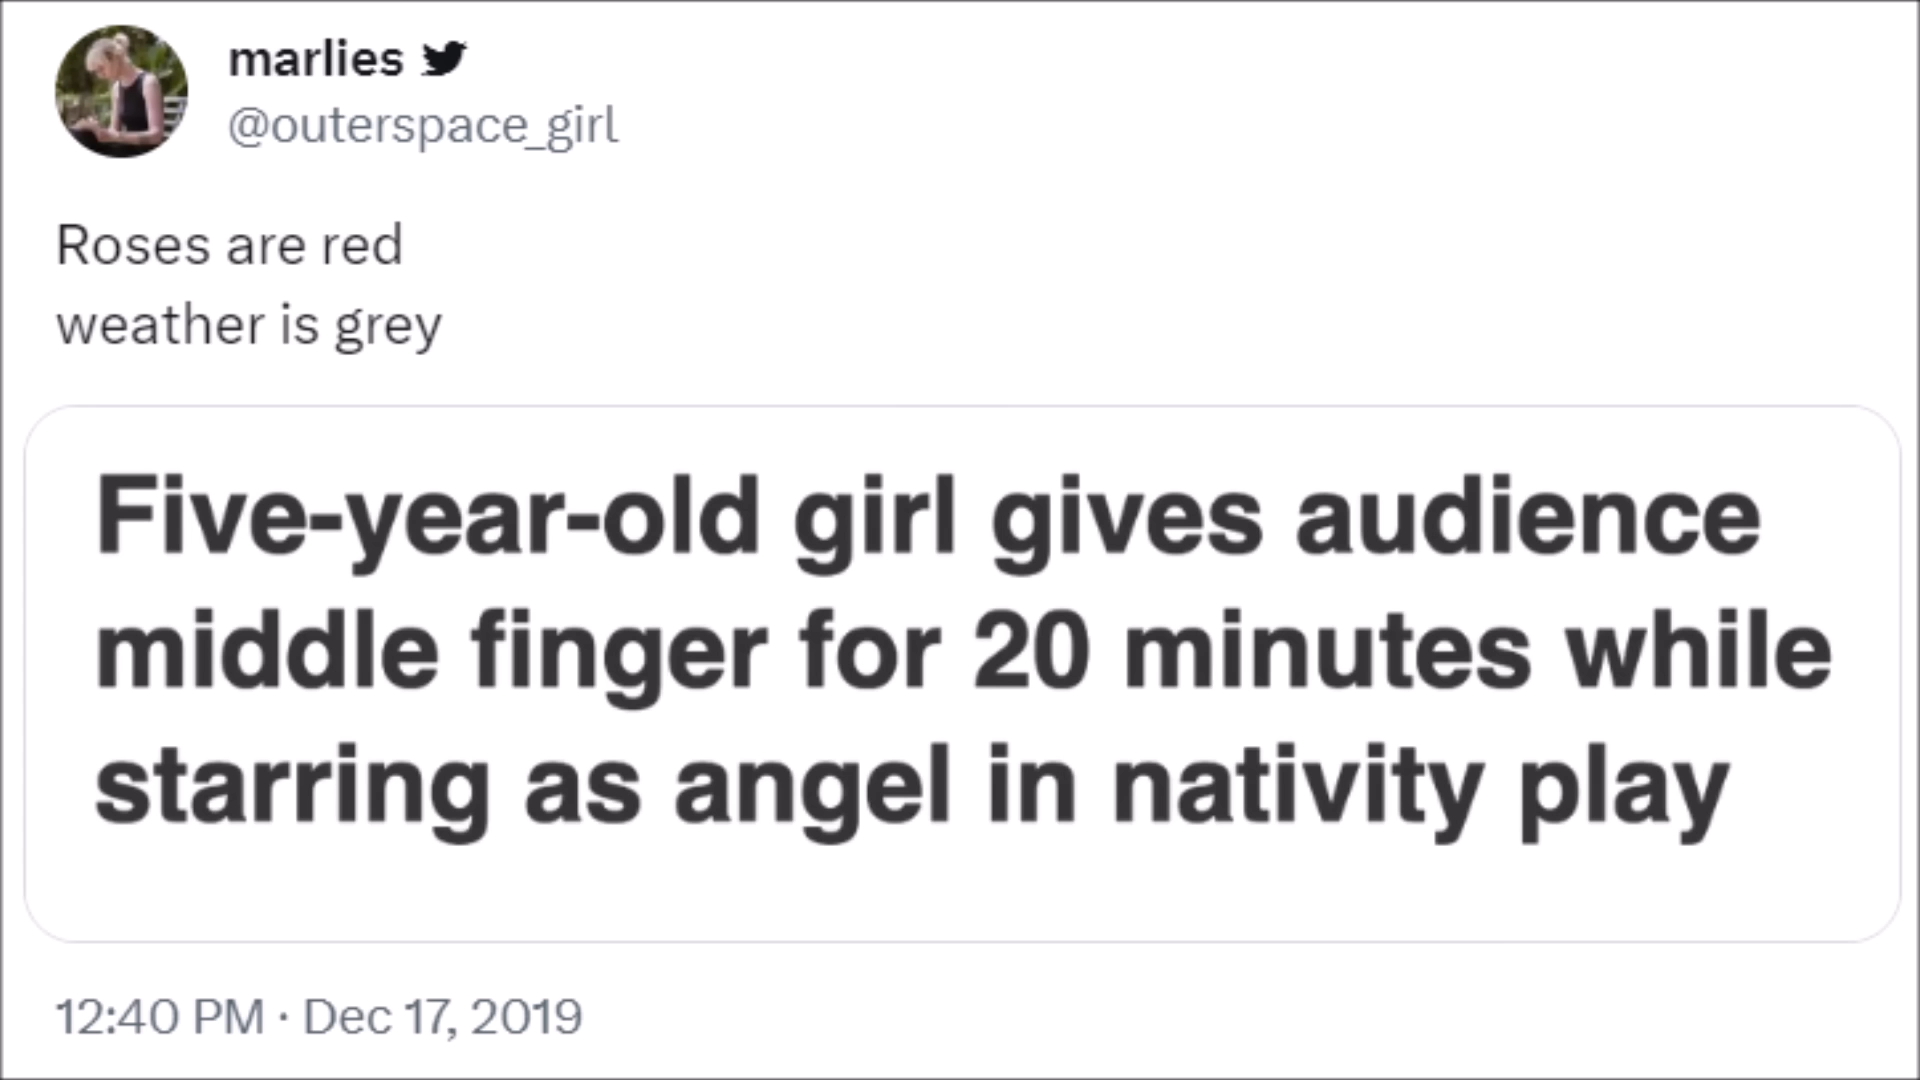 marlies
@outerspace_girl
Roses are red
weather is grey
Five-year-old girl gives audience
middle finger for 20 minutes while
starring as angel in nativity play
12:40 PM · Dec 17, 2019